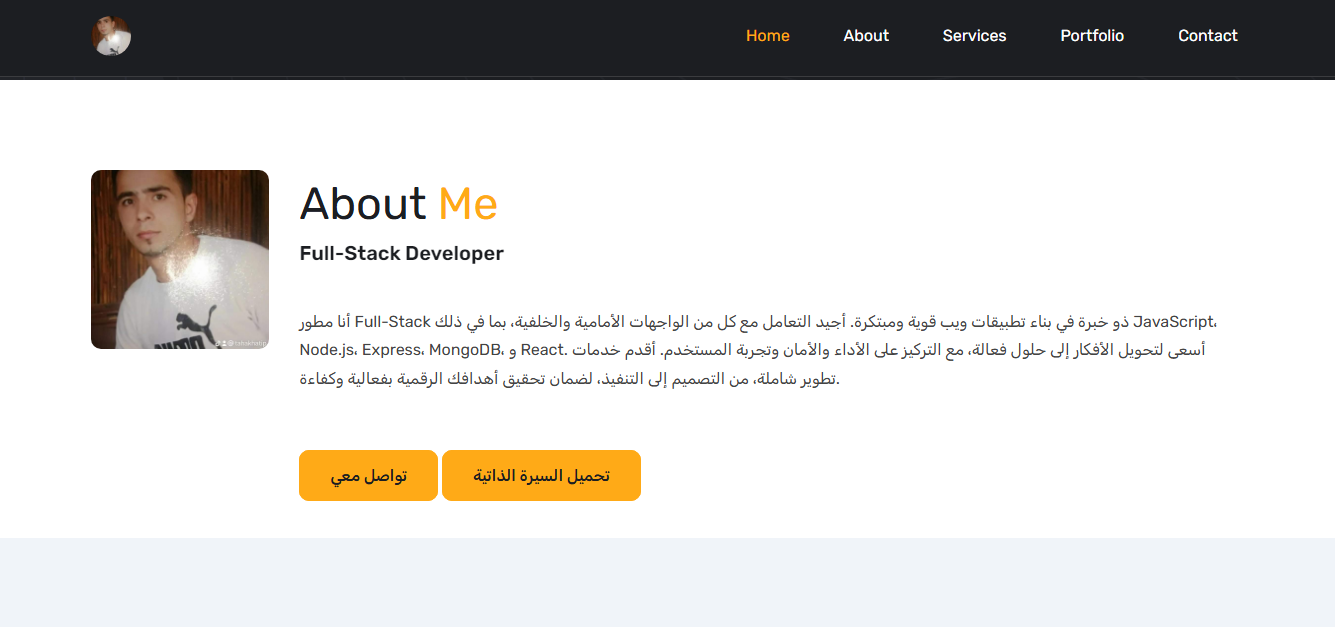 Home
About
Services
Portfolio
Contact
About Me
Full-Stack Developer
أنا مطور Full-Stack ذو خبرة في بناء تطبيقات ويب قوية ومبتكرة. أجيد التعامل مع كل من الواجهات الأمامية والخلفية، بما في ذلك JavaScript،
Node.js، Express، MongoDB، و React. أسعى لتحويل الأفكار إلى حلول فعالة، مع التركيز على الأداء والأمان وتجربة المستخدم. أقدم خدمات
تطوير شاملة، من التصميم إلى التنفيذ، لضمان تحقيق أهدافك الرقمية بفعالية وكفاءة.
تواصل معي
تحميل السيرة الذاتية